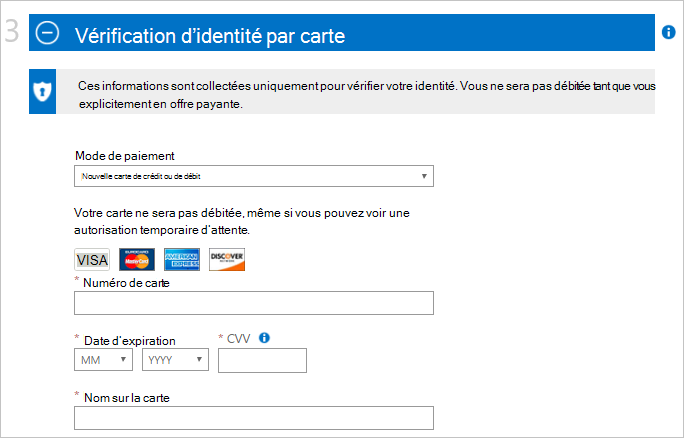 3 Vérification d'identité par carte
Ces informations sont collectées uniquement pour vérifier votre identité. Vous ne sera pas débitée tant que vous
explicitement en offre payante.
Mode de paiement
Nouvelle carte de crédit ou de débit
Votre carte ne sera pas débitée, même si vous pouvez voir une
autorisation temporaire d'attente.
VISA MasterCard AMERICAN EXPRESS DISCOVER
* Numéro de carte
* Date d'expiration * CVV
MM YYYY
* Nom sur la carte